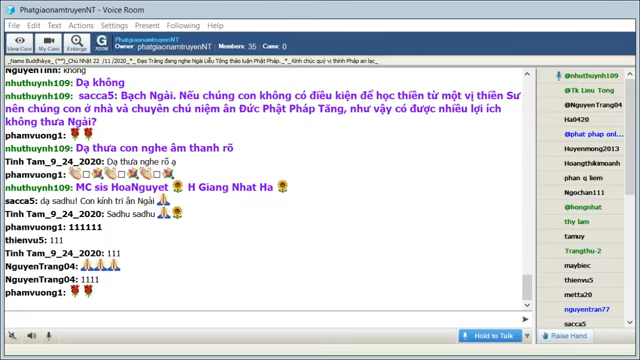 PhatgiaonamtruyenNT - Voice Room
File Edit Text Actions Settings Present Following Help
View Cam My Cam Enlarge ROOM
PhatgiaonamtruyenNT
Owner phatgiaonamtruyenNT Members 35 Cams 0
_Namo Buddhàya_ (**)_Chủ Nhật 22 /11 /2020*_ Đạo Tràng đang nghe Ngài Liễu Tông thảo luận Phật Pháp._*_ Kính chúc quý vị thính Pháp an lạc_
NguyenTinh: không
nhuthuynh109: Dạ không
nhuthuynh109: sacca5: Bạch Ngài. Nếu chúng con không có điều kiện để học thiền từ một vị thiền Sư
nên chúng con ở nhà và chuyên chú niệm ân Đức Phật Pháp Tăng, như vậy có được nhiều lợi ích
không thưa Ngài?
phamvuong1: 🌹🌹
nhuthuynh109: Dạ thưa con nghe âm thanh rõ
Tinh Tam_9_24_2020: Dạ thưa nghe rõ ạ
phamvuong1: 👏□💐👏□💐👏□💐
nhuthuynh109: MC sis HoaNguyet 🌻 H Giang Nhat Ha 🌻
sacca5: dạ sadhu! Con kính tri ân Ngài 🙏
Tinh Tam_9_24_2020: Sadhu sadhu 🙏🌻
phamvuong1: 111111
thienvu5: 111
Tinh Tam_9_24_2020: 111
NguyenTrang04: 🙏🙏🙏
NguyenTrang04: 1111
phamvuong1: 🌹🌹
Hold to Talk
@nhuthuynh109
@Tk Lieu Tong
@NguyenTrang04
Ha0420
@phat phap onl...
Huyenmong2013
Hoangthikimoanh
phan q liem
Ngochan111
@hongnhat
thy lam
tamuy
Trangthu-2
maybiec
thienvu5
metta20
nguyentran77
sacca5
Raise Hand